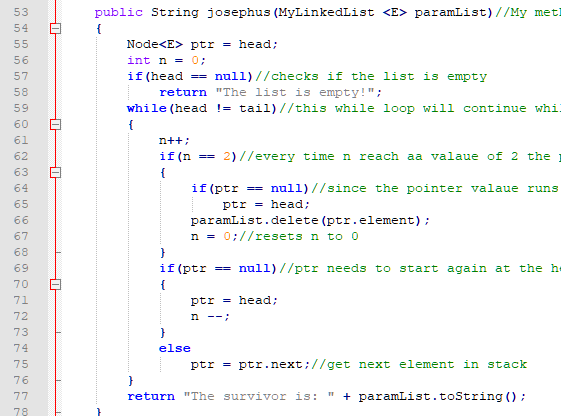 53 public String josephus(MyLinkedList <E> paramList)//My met
54 {
55 Node<E> ptr = head;
56 int n = 0;
57 if(head == null)//checks if the list is empty
58 return "The list is empty!";
59 while(head != tail)//this while loop will continue whi
60 {
61 n++;
62 if(n == 2)//every time n reach aa valaue of 2 the
63 {
64 if(ptr == null)//since the pointer valaue runs
65 ptr = head;
66 paramList.delete(ptr.element);
67 n = 0;//resets n to 0
68 }
69 if(ptr == null)//ptr needs to start again at the
70 {
71 ptr = head;
72 n --;
73 }
74 else
75 ptr = ptr.next;//get next element in stack
76 }
77 return "The survivor is: " + paramList.toString();
78 }